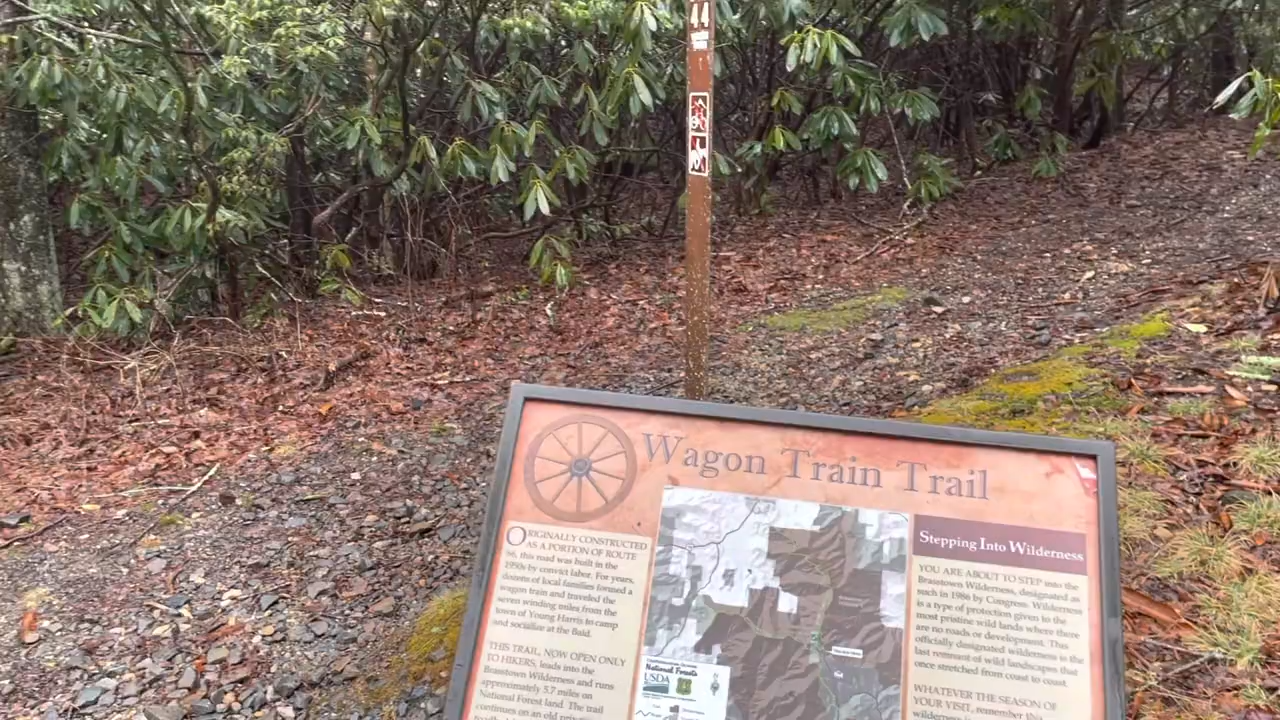 44
Wagon Train Trail
ORIGINALLY CONSTRUCTED
AS A PORTION OF ROUTE
66, this road was built in the
1950s by convict labor. For years,
dozens of local families formed a
wagon train and traveled the
seven winding miles from the
town of Young Harris to camp
and socialize at the Bald.
THIS TRAIL, NOW OPEN ONLY
TO HIKERS, leads into the
Brasstown Wilderness and runs
approximately 5.7 miles on
National Forest land. The trail
continues on an old
National Forests
USDA
Stepping Into Wilderness
YOU ARE ABOUT TO STEP into the
Brasstown Wilderness, designated as
such in 1986 by Congress. Wilderness
is a type of protection given to the
most pristine wild lands where there
are no roads or development. This
officially designated wilderness is the
last remnant of wild landscapes that
once stretched from coast to coast.
WHATEVER THE SEASON OF
YOUR VISIT, remember this